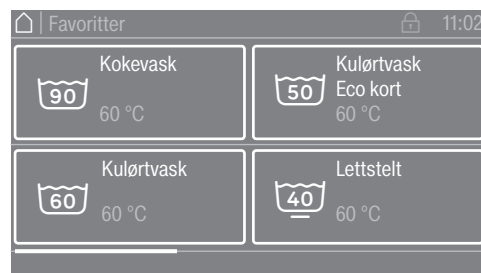 Favoritter 11:02
Kokevask
90
60 °C
Kulørtvask
Eco kort
50
60 °C
Kulørtvask
60
60 °C
Lettstelt
40
60 °C